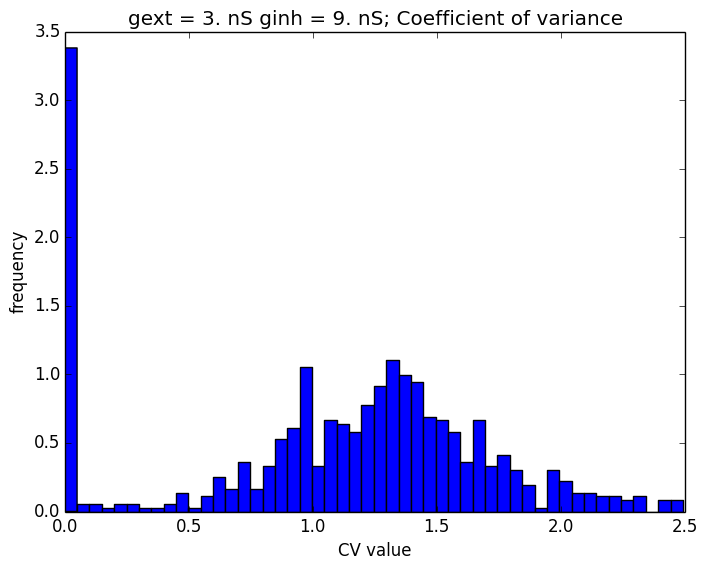 gext = 3. nS ginh = 9. nS; Coefficient of variance
3.5
3.0
2.5
2.0
1.5
1.0
0.5
0.0
frequency
0.0 0.5 1.0 1.5 2.0 2.5
CV value